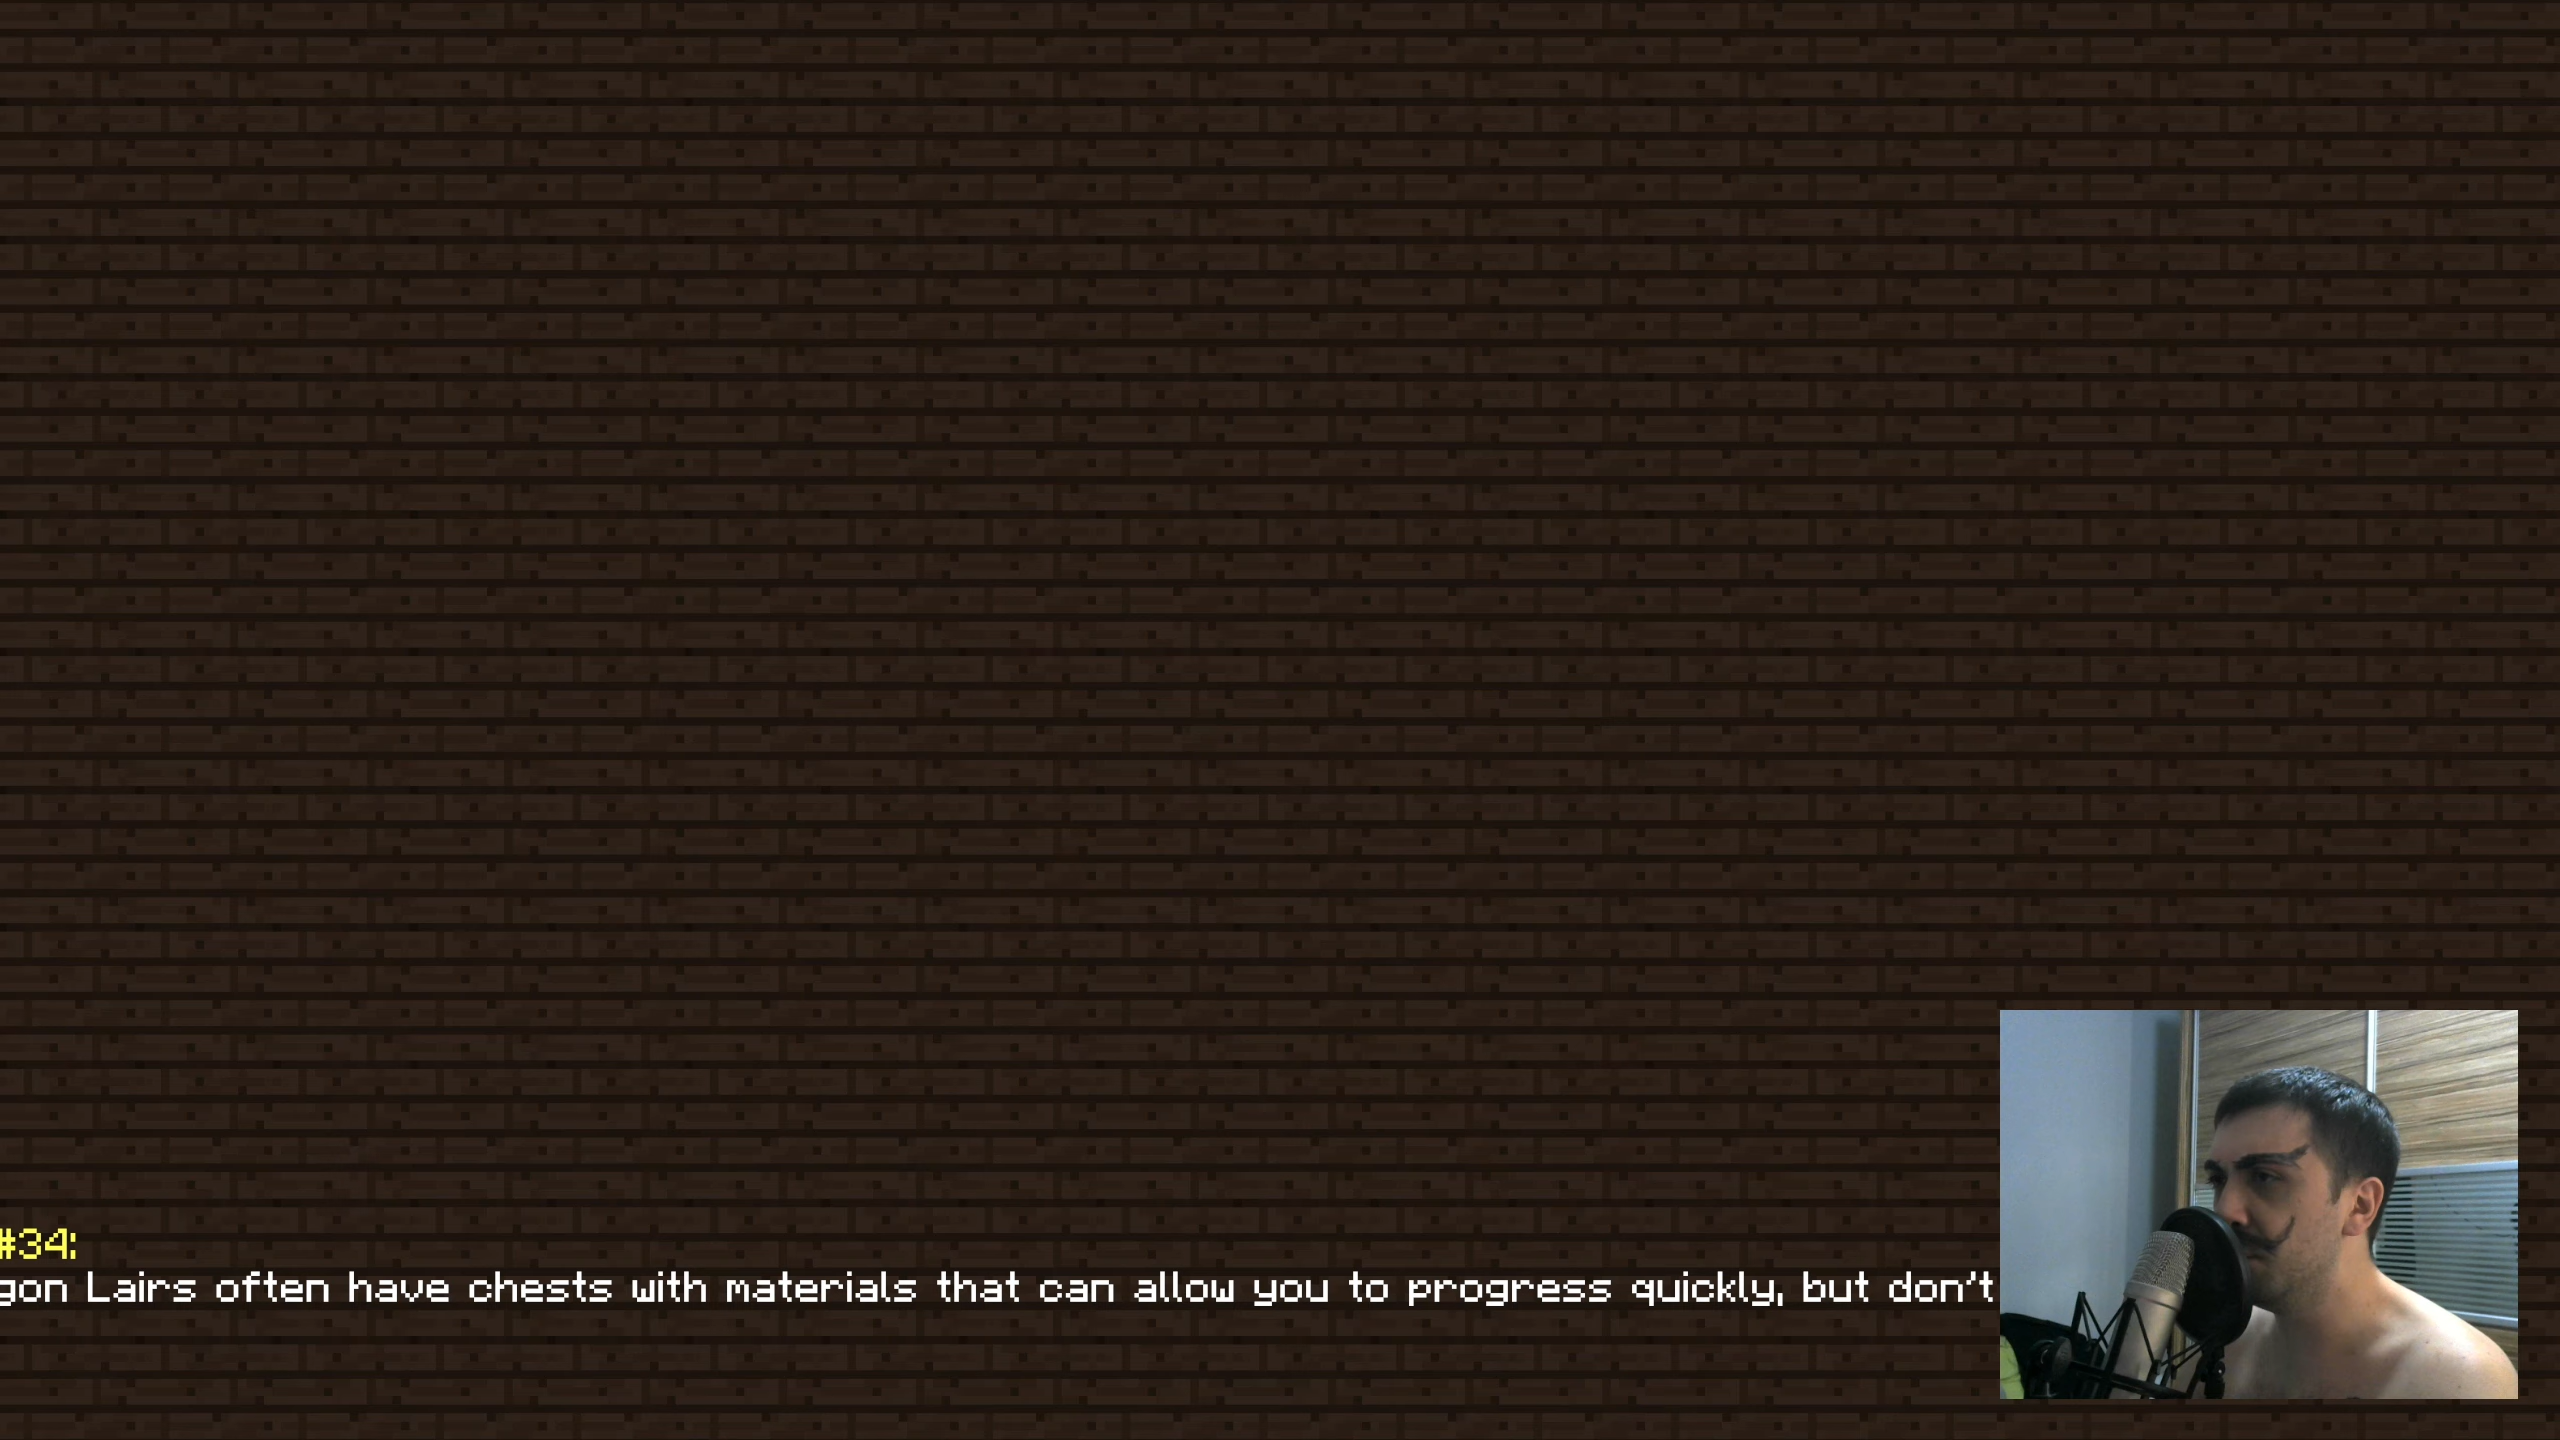 #34:
gon Lairs often have chests with materials that can allow you to progress quickly, but don't